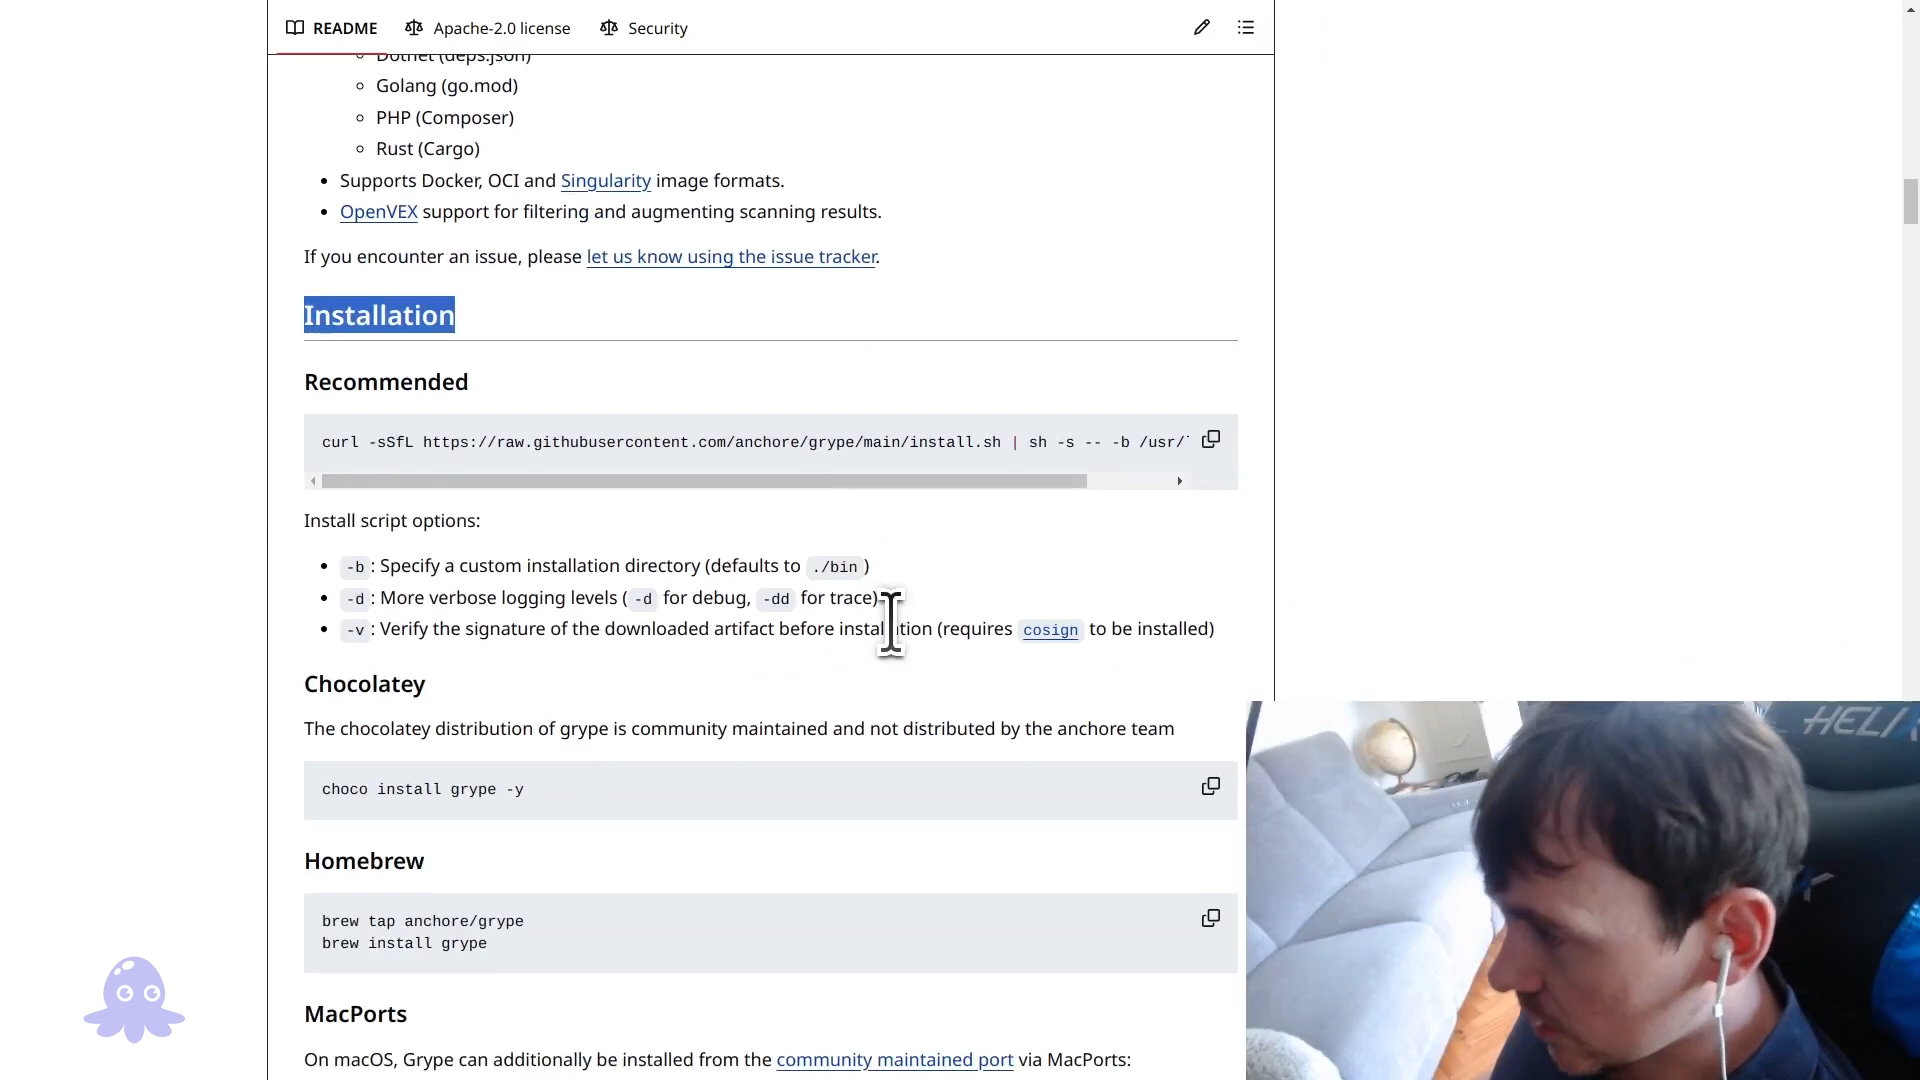 README
Apache-2.0 license
Security
Dotnet (deps.json)
Golang (go.mod)
PHP (Composer)
Rust (Cargo)
Supports Docker, OCI and Singularity image formats.
OpenVEX support for filtering and augmenting scanning results.
If you encounter an issue, please let us know using the issue tracker.
Installation
Recommended
curl -sSfL https://raw.githubusercontent.com/anchore/grype/main/install.sh | sh -s -- -b /usr/
Install script options:
-b: Specify a custom installation directory (defaults to ./bin)
-d: More verbose logging levels (-d for debug, -dd for trace)
-v: Verify the signature of the downloaded artifact before installation (requires cosign to be installed)
Chocolatey
The chocolatey distribution of grype is community maintained and not distributed by the anchore team
choco install grype -y
Homebrew
brew tap anchore/grype
brew install grype
MacPorts
On macOS, Grype can additionally be installed from the community maintained port via MacPorts: